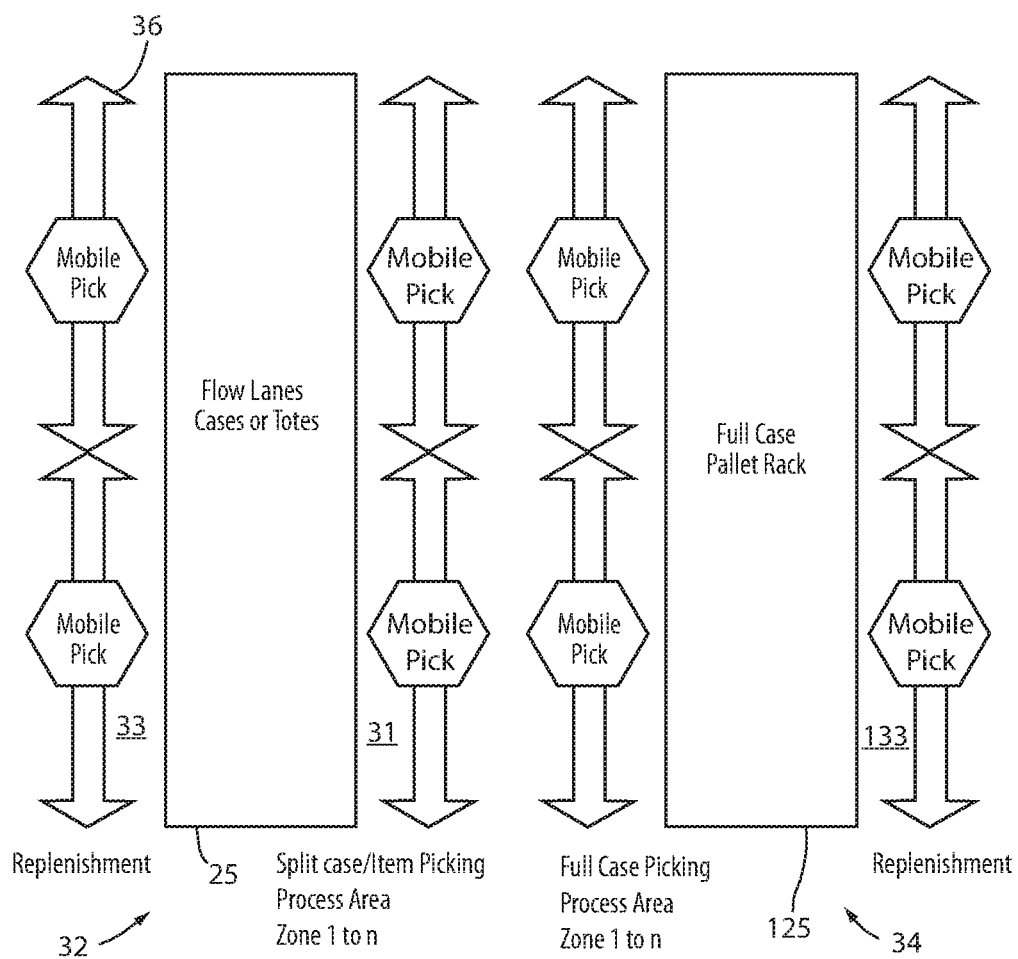 36
Mobile
Pick
Mobile
Pick
Mobile
Pick
Mobile
Pick
Flow Lanes
Cases or Totes
Full Case
Pallet Rack
Mobile
Pick
Mobile
Pick
Mobile
Pick
Mobile
Pick
33
31
133
Replenishment
25
Split case/Item Picking
Process Area
Zone 1 to n
Full Case Picking
Process Area
Zone 1 to n
125
Replenishment
32
34